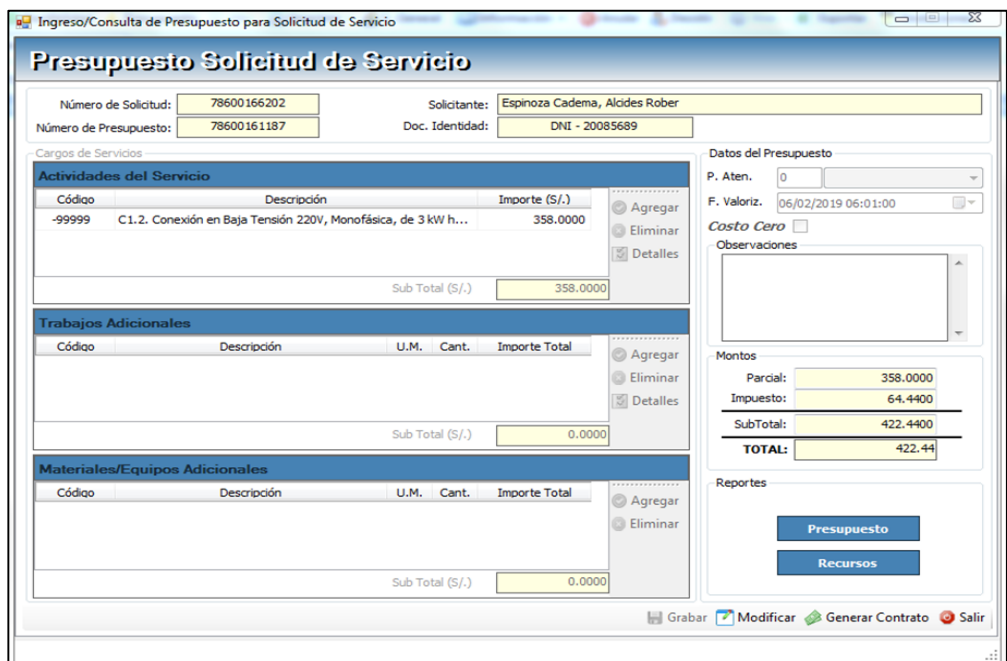 Ingreso/Consulta de Presupuesto para Solicitud de Servicio
Presupuesto Solicitud de Servicio
Número de Solicitud: 78600166202 Solicitante: Espinoza Cadema, Alcides Rober
Número de Presupuesto: 78600161187 Doc. Identidad: DNI - 20085689
Cargos de Servicios
Actividades del Servicio
Código Descripción Importe (S/.)
-99999 C1.2. Conexión en Baja Tensión 220V, Monofásica, de 3 kW h... 358.0000
Agregar
Eliminar
Detalles
Sub Total (S/.) 358.0000
Trabajos Adicionales
Código Descripción U.M. Cant. Importe Total
Agregar
Eliminar
Detalles
Sub Total (S/.) 0.0000
Materiales/Equipos Adicionales
Código Descripción U.M. Cant. Importe Total
Agregar
Eliminar
Sub Total (S/.) 0.0000
Datos del Presupuesto
P. Aten. 0
F. Valoriz. 06/02/2019 06:01:00
Costo Cero
Observaciones
Montos
Parcial: 358.0000
Impuesto: 64.4400
SubTotal: 422.4400
TOTAL: 422.44
Reportes
Presupuesto
Recursos
Grabar Modificar Generar Contrato Salir